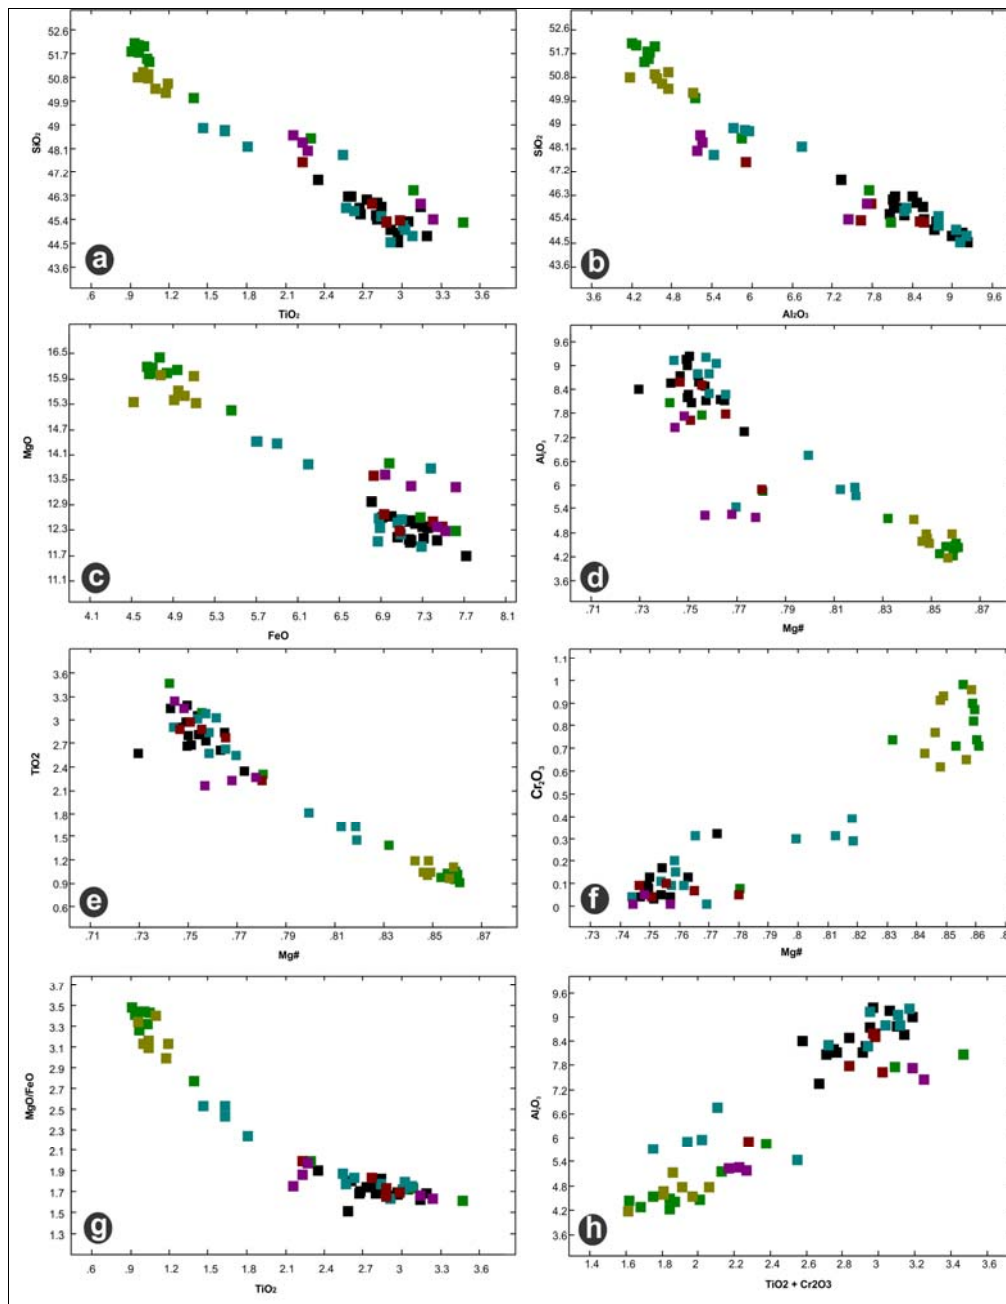 52.6
51.7
50.8
49.9
49
48.1
47.2
46.3
45.4
44.5
43.6
SiO₂
a
.6 .9 1.2 1.5 1.8 2.1 2.4 2.7 3 3.3 3.6
TiO₂
52.6
51.7
50.8
49.9
49
48.1
47.2
46.3
45.4
44.5
43.6
SiO₂
b
3.6 4.2 4.8 5.4 6 6.6 7.2 7.8 8.4 9 9.6
Al₂O₃
16.5
15.9
15.3
14.7
14.1
13.5
12.9
12.3
11.7
11.1
MgO
c
4.1 4.5 4.9 5.3 5.7 6.1 6.5 6.9 7.3 7.7 8.1
FeO
9.6
9
8.4
7.8
7.2
6.6
6
5.4
4.8
4.2
3.6
Al₂O₃
d
.71 .73 .75 .77 .79 .81 .83 .85 .87
Mg#
3.6
3.3
3
2.7
2.4
2.1
1.8
1.5
1.2
0.9
0.6
TiO2
e
.71 .73 .75 .77 .79 .81 .83 .85 .87
Mg#
1.1
1
0.9
0.8
0.7
0.6
0.5
0.4
0.3
0.2
0.1
0
Cr₂O₃
f
.73 .74 .75 .76 .77 .78 .79 .8 .81 .82 .83 .84 .85 .86
Mg#
3.7
3.5
3.3
3.1
2.9
2.7
2.5
2.3
2.1
1.9
1.7
1.5
1.3
MgO/FeO
g
.6 .9 1.2 1.5 1.8 2.1 2.4 2.7 3 3.3 3.6
TiO₂
9.6
9
8.4
7.8
7.2
6.6
6
5.4
4.8
4.2
3.6
Al₂O₃
h
1.4 1.6 1.8 2 2.2 2.4 2.6 2.8 3 3.2 3.4 3.6
TiO2 + Cr2O3